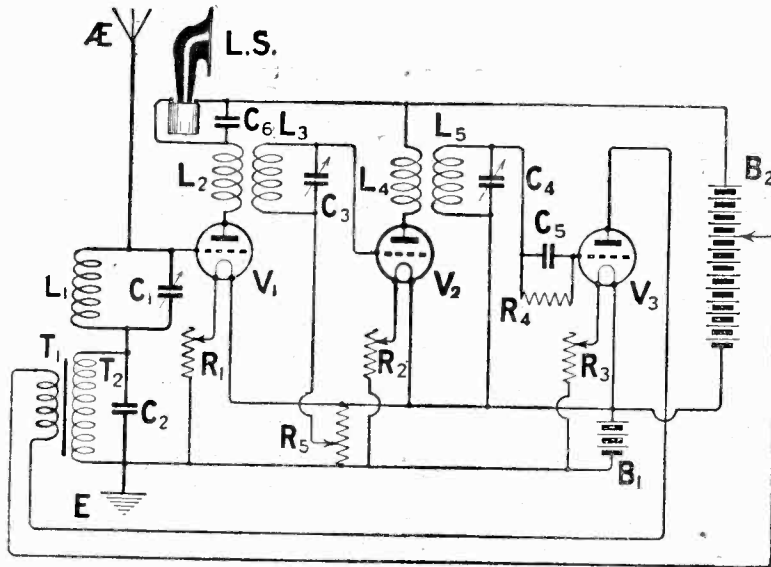 Æ
L.S.
C₆
L₃
L₅
B₂
L₂
L₄
C₃
C₄
C₅
L₁
C₁
V₁
V₂
R₄
V₃
T₁
T₂
R₁
R₂
R₃
C₂
R₅
B₁
E